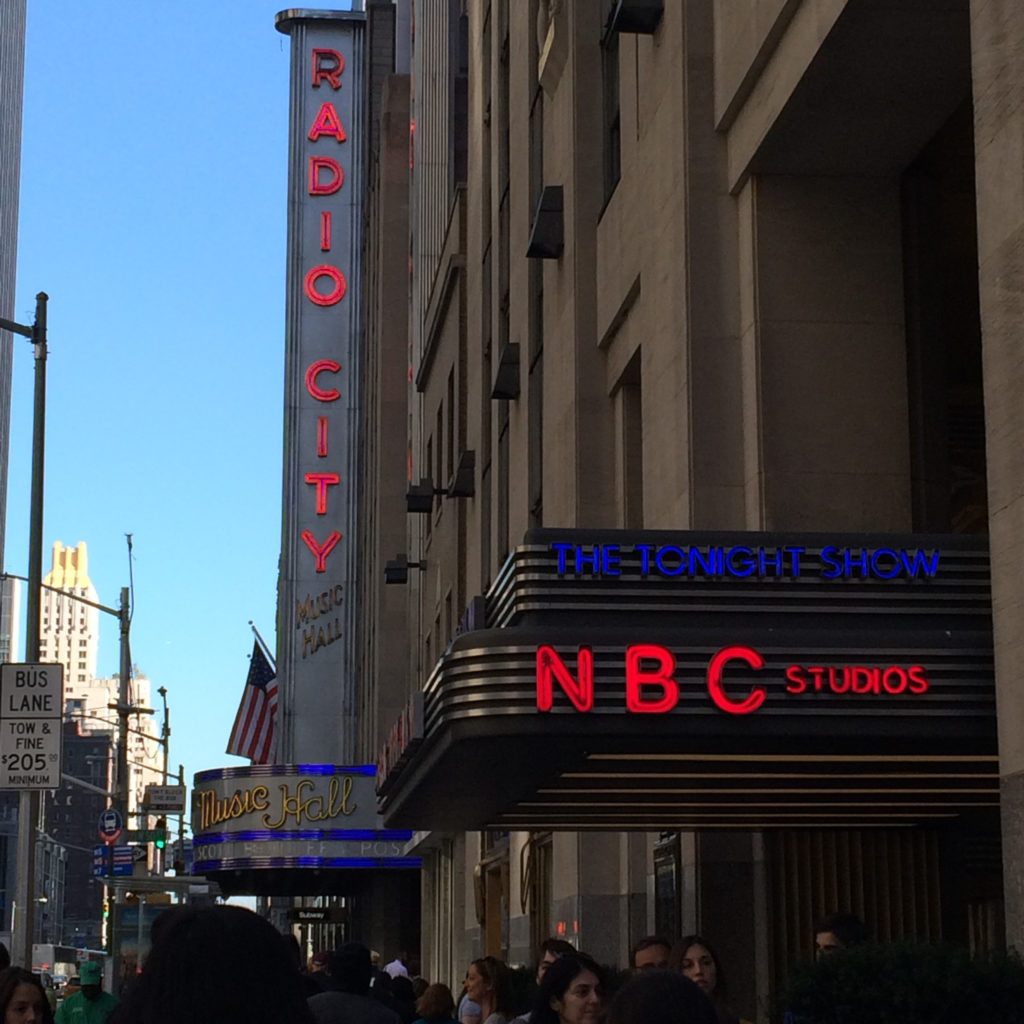 RADIO CITY
MUSIC
HALL
THE TONIGHT SHOW
NBC STUDIOS
BUS
LANE
TOW &
FINE
$205.00
MINIMUM
Music Hall
Subway